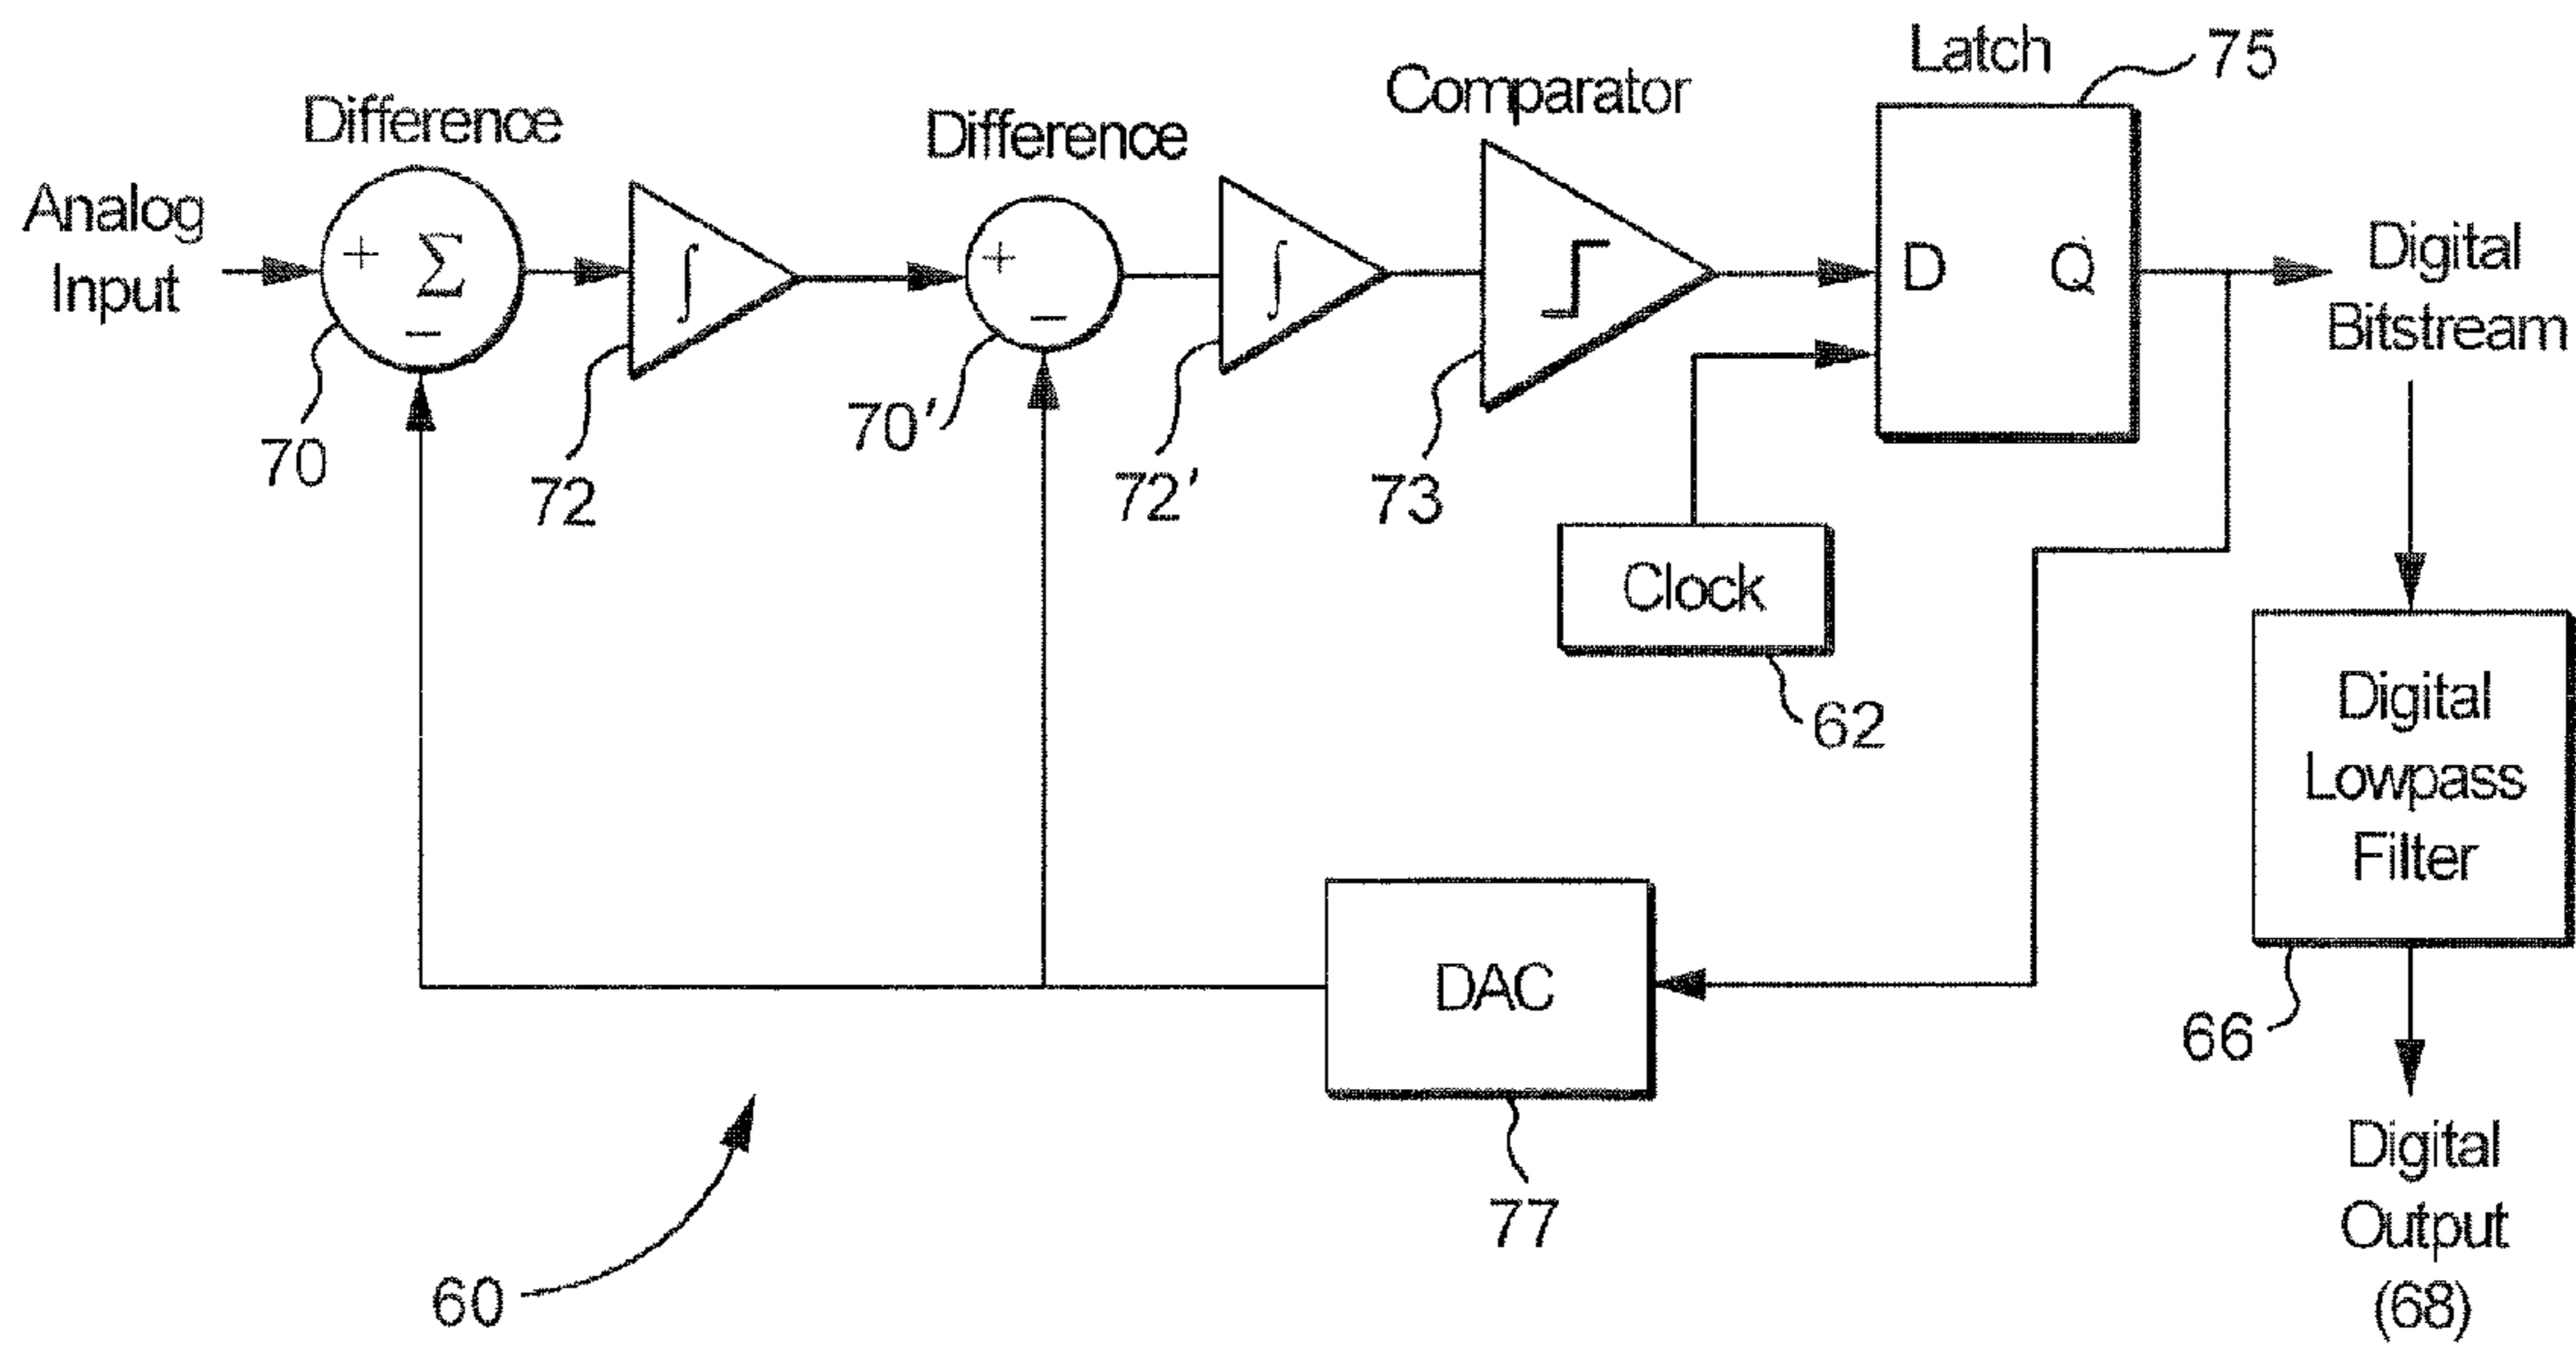 Latch
75
Comparator
Difference
Difference
Analog
Input
+
Σ
−
∫
+
−
∫
D
Q
Digital
Bitstream
70
72
70'
72'
73
Clock
62
Digital
Lowpass
Filter
DAC
66
77
60
Digital
Output
(68)